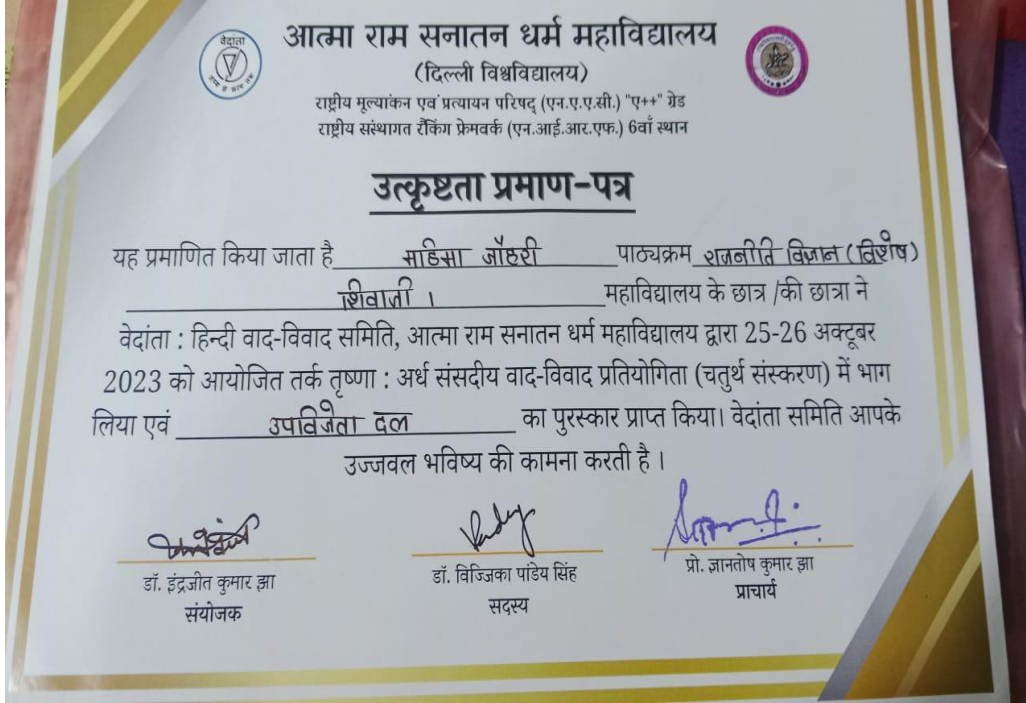 वेदांता
आत्मा राम सनातन धर्म महाविद्यालय
(दिल्ली विश्वविद्यालय)
राष्ट्रीय मूल्यांकन एवं प्रत्यायन परिषद् (एन.ए.ए.सी.) "ए++" ग्रेड
राष्ट्रीय संस्थागत रैंकिंग फ्रेमवर्क (एन.आई.आर.एफ.) 6वाँ स्थान
उत्कृष्टता प्रमाण-पत्र
यह प्रमाणित किया जाता है जौहरी पाठ्यक्रम राजनीति विज्ञान (विशेष)
शिवाजी । महाविद्यालय के छात्र /की छात्रा ने
वेदांता : हिन्दी वाद-विवाद समिति, आत्मा राम सनातन धर्म महाविद्यालय द्वारा 25-26 अक्टूबर
2023 को आयोजित तर्क तृष्णा : अर्ध संसदीय वाद-विवाद प्रतियोगिता (चतुर्थ संस्करण) में भाग
लिया एवं उपविजेता दल का पुरस्कार प्राप्त किया। वेदांता समिति आपके
उज्जवल भविष्य की कामना करती है ।
डॉ. इंद्रजीत कुमार झा
संयोजक
डॉ. विज्जिका पांडेय सिंह
सदस्य
प्रो. ज्ञानतोष कुमार झा
प्राचार्य